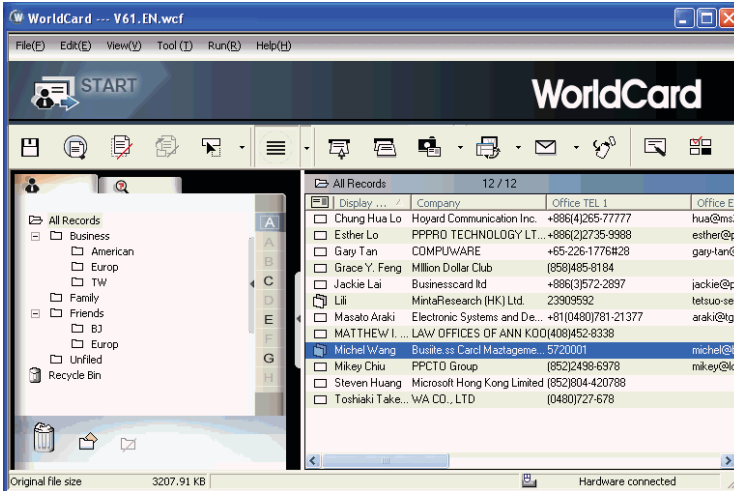 WorldCard --- V61.EN.wcf
File(F) Edit(E) View(V) Tool (T) Run(R) Help(H)
START
WorldCard
All Records 12 / 12
Display ... Company Office TEL 1 Office E
Chung Hua Lo Hoyard Communication Inc. +886(4)265-77777 hua@ms
Esther Lo PPPRO TECHNOLOGY LT... +886(2)2735-9988 esther@p
Gary Tan COMPUWARE +65-226-1776#28 gary-tan@
Grace Y. Feng MIllion Dollar Club (858)485-8184
Jackie Lai Businesscard ltd +886(3)572-2897 jackie@p
Lili MintaResearch (HK) Ltd. 23909592 tetsuo-se
Masato Araki Electronic Systems and De... +81(0480)781-21377 araki@tg
MATTHEW I. ... LAW OFFICES OF ANN KOO (408)452-8338
Michel Wang Busiite.ss Carcl Maztageme... 5720001 michel@
Mikey Chiu PPCTO Group (852)2498-6978 mikey@lo
Steven Huang Microsoft Hong Kong Limited (852)804-420788
Toshiaki Take... WA CO., LTD (0480)727-678
All Records
Business
American
Europ
TW
Family
Friends
BJ
Europ
Unfiled
Recycle Bin
A
A
B
C
D
E
F
G
H
Original file size 3207.91 KB Hardware connected